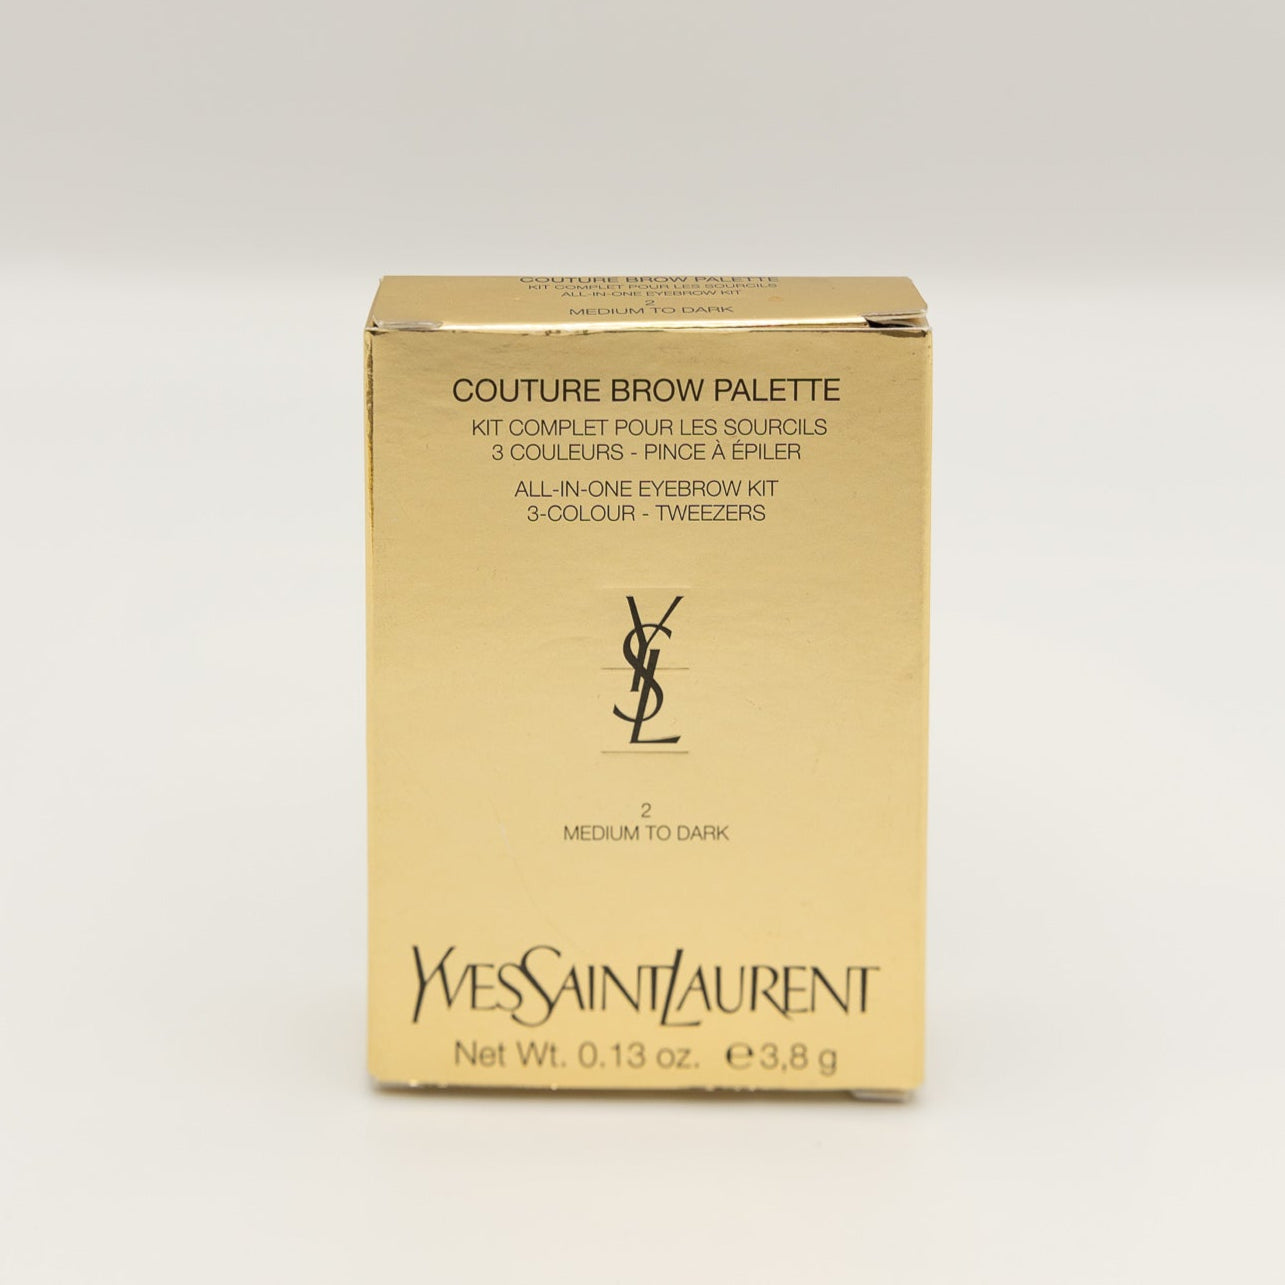 COUTURE BROW PALETTE
KIT COMPLET POUR LES SOURCILS
ALL-IN-ONE EYEBROW KIT
2
MEDIUM TO DARK
COUTURE BROW PALETTE
KIT COMPLET POUR LES SOURCILS
3 COULEURS - PINCE À ÉPILER
ALL-IN-ONE EYEBROW KIT
3-COLOUR - TWEEZERS
YSL
2
MEDIUM TO DARK
YVESSAINTLAURENT
Net Wt. 0.13 oz. ℮3,8 g